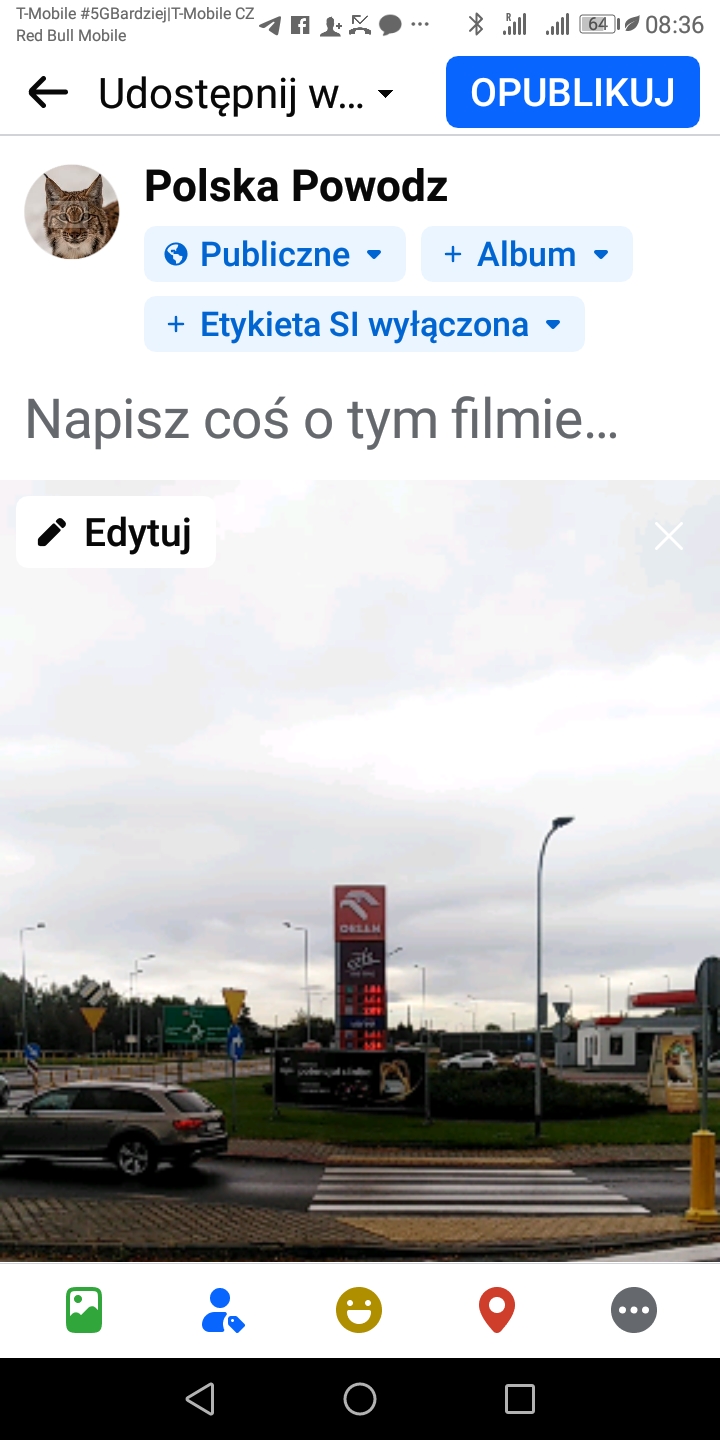 T-Mobile #5GBardziej|T-Mobile CZ
Red Bull Mobile
R
64
08:36
Udostępnij w...
OPUBLIKUJ
Polska Powodz
Publiczne
+ Album
+ Etykieta SI wyłączona
Napisz coś o tym filmie...
Edytuj
ORLEN